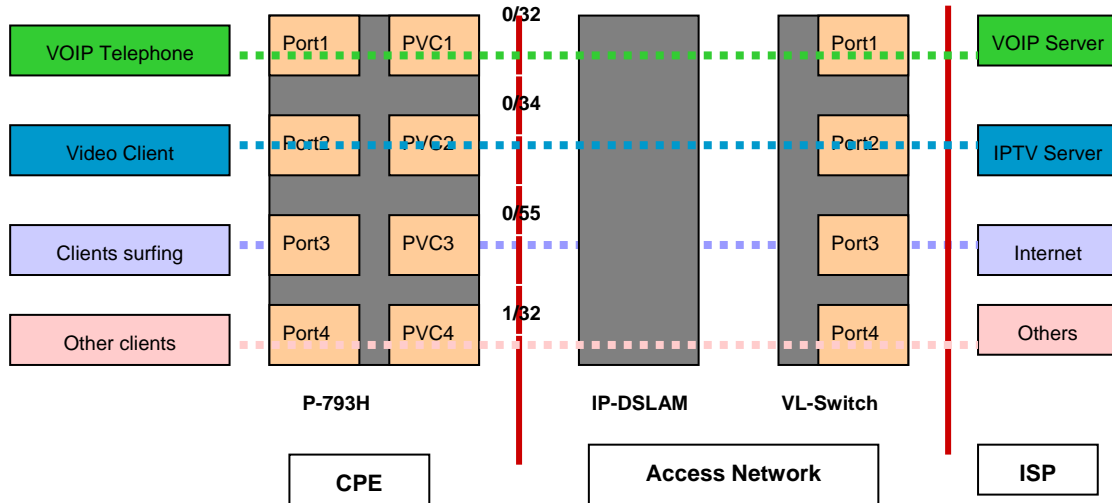 0/32
VOIP Telephone
Port1
PVC1
Port1
VOIP Server
0/34
Video Client
Port2
PVC2
Port2
IPTV Server
0/55
Clients surfing
Port3
PVC3
Port3
Internet
1/32
Other clients
Port4
PVC4
Port4
Others
P-793H
IP-DSLAM
VL-Switch
CPE
Access Network
ISP